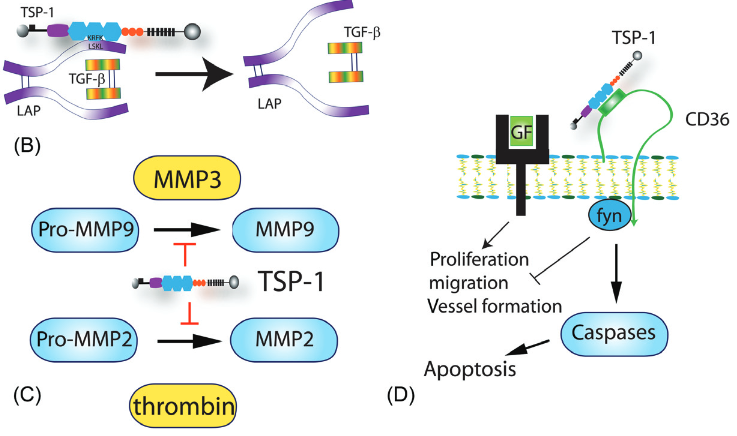 TSP-1
KRFK
LSKL
TGF-β
LAP
TGF-β
LAP
(B)
MMP3
Pro-MMP9
MMP9
TSP-1
Pro-MMP2
MMP2
(C)
thrombin
TSP-1
GF
CD36
fyn
Proliferation
migration
Vessel formation
Caspases
Apoptosis
(D)